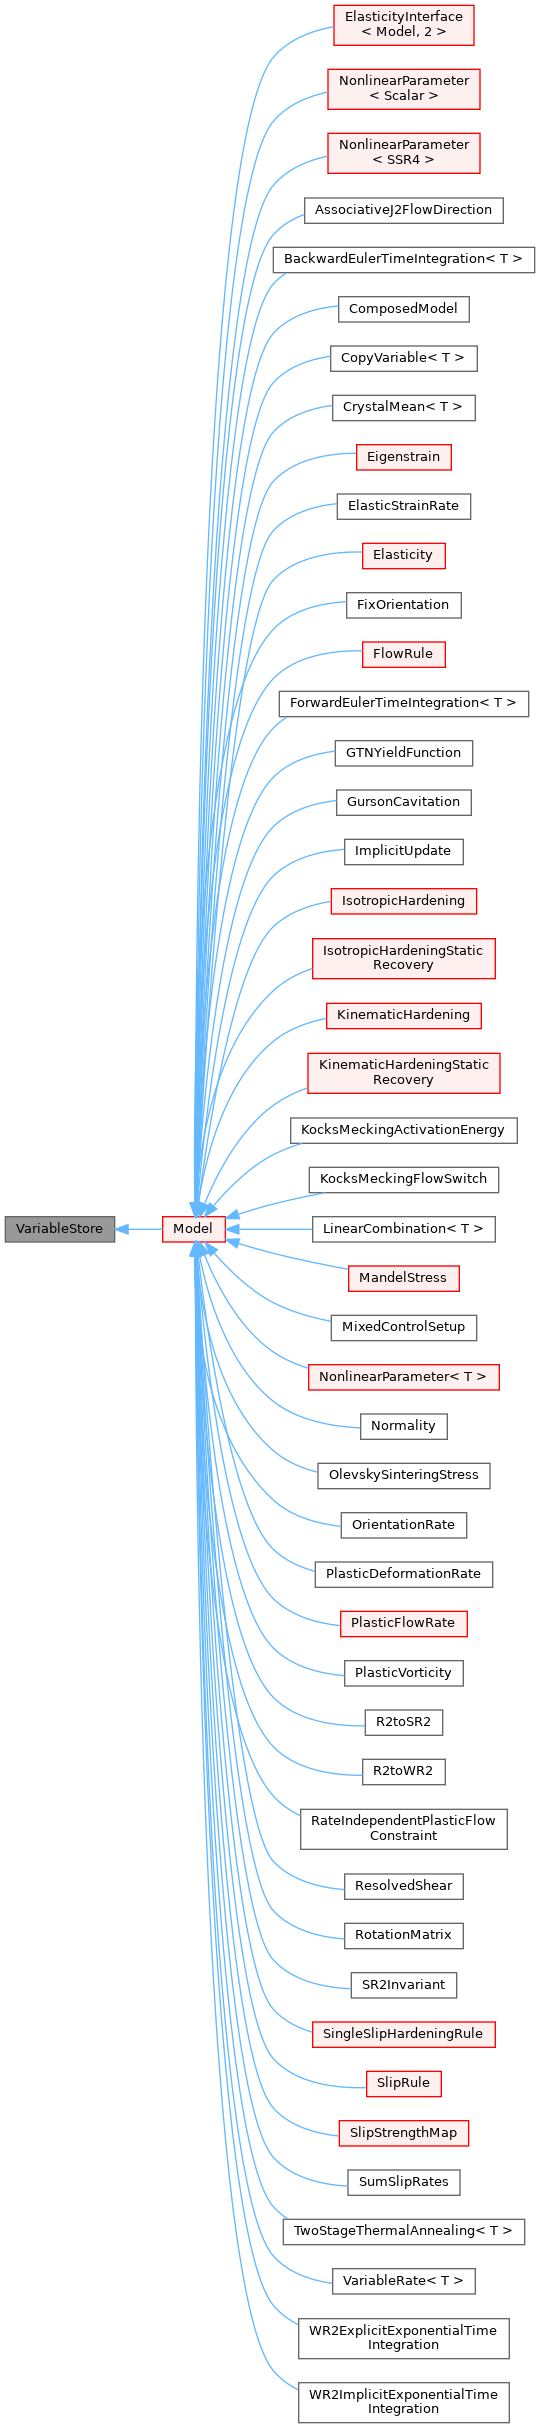 ElasticityInterface
< Model, 2 >
NonlinearParameter
< Scalar >
NonlinearParameter
< SSR4 >
AssociativeJ2FlowDirection
BackwardEulerTimeIntegration< T >
ComposedModel
CopyVariable< T >
CrystalMean< T >
Eigenstrain
ElasticStrainRate
Elasticity
FixOrientation
FlowRule
ForwardEulerTimeIntegration< T >
GTNYieldFunction
GursonCavitation
ImplicitUpdate
IsotropicHardening
IsotropicHardeningStatic
Recovery
KinematicHardening
KinematicHardeningStatic
Recovery
KocksMeckingActivationEnergy
KocksMeckingFlowSwitch
VariableStore
Model
LinearCombination< T >
MandelStress
MixedControlSetup
NonlinearParameter< T >
Normality
OlevskySinteringStress
OrientationRate
PlasticDeformationRate
PlasticFlowRate
PlasticVorticity
R2toSR2
R2toWR2
RateIndependentPlasticFlow
Constraint
ResolvedShear
RotationMatrix
SR2Invariant
SingleSlipHardeningRule
SlipRule
SlipStrengthMap
SumSlipRates
TwoStageThermalAnnealing< T >
VariableRate< T >
WR2ExplicitExponentialTime
Integration
WR2ImplicitExponentialTime
Integration